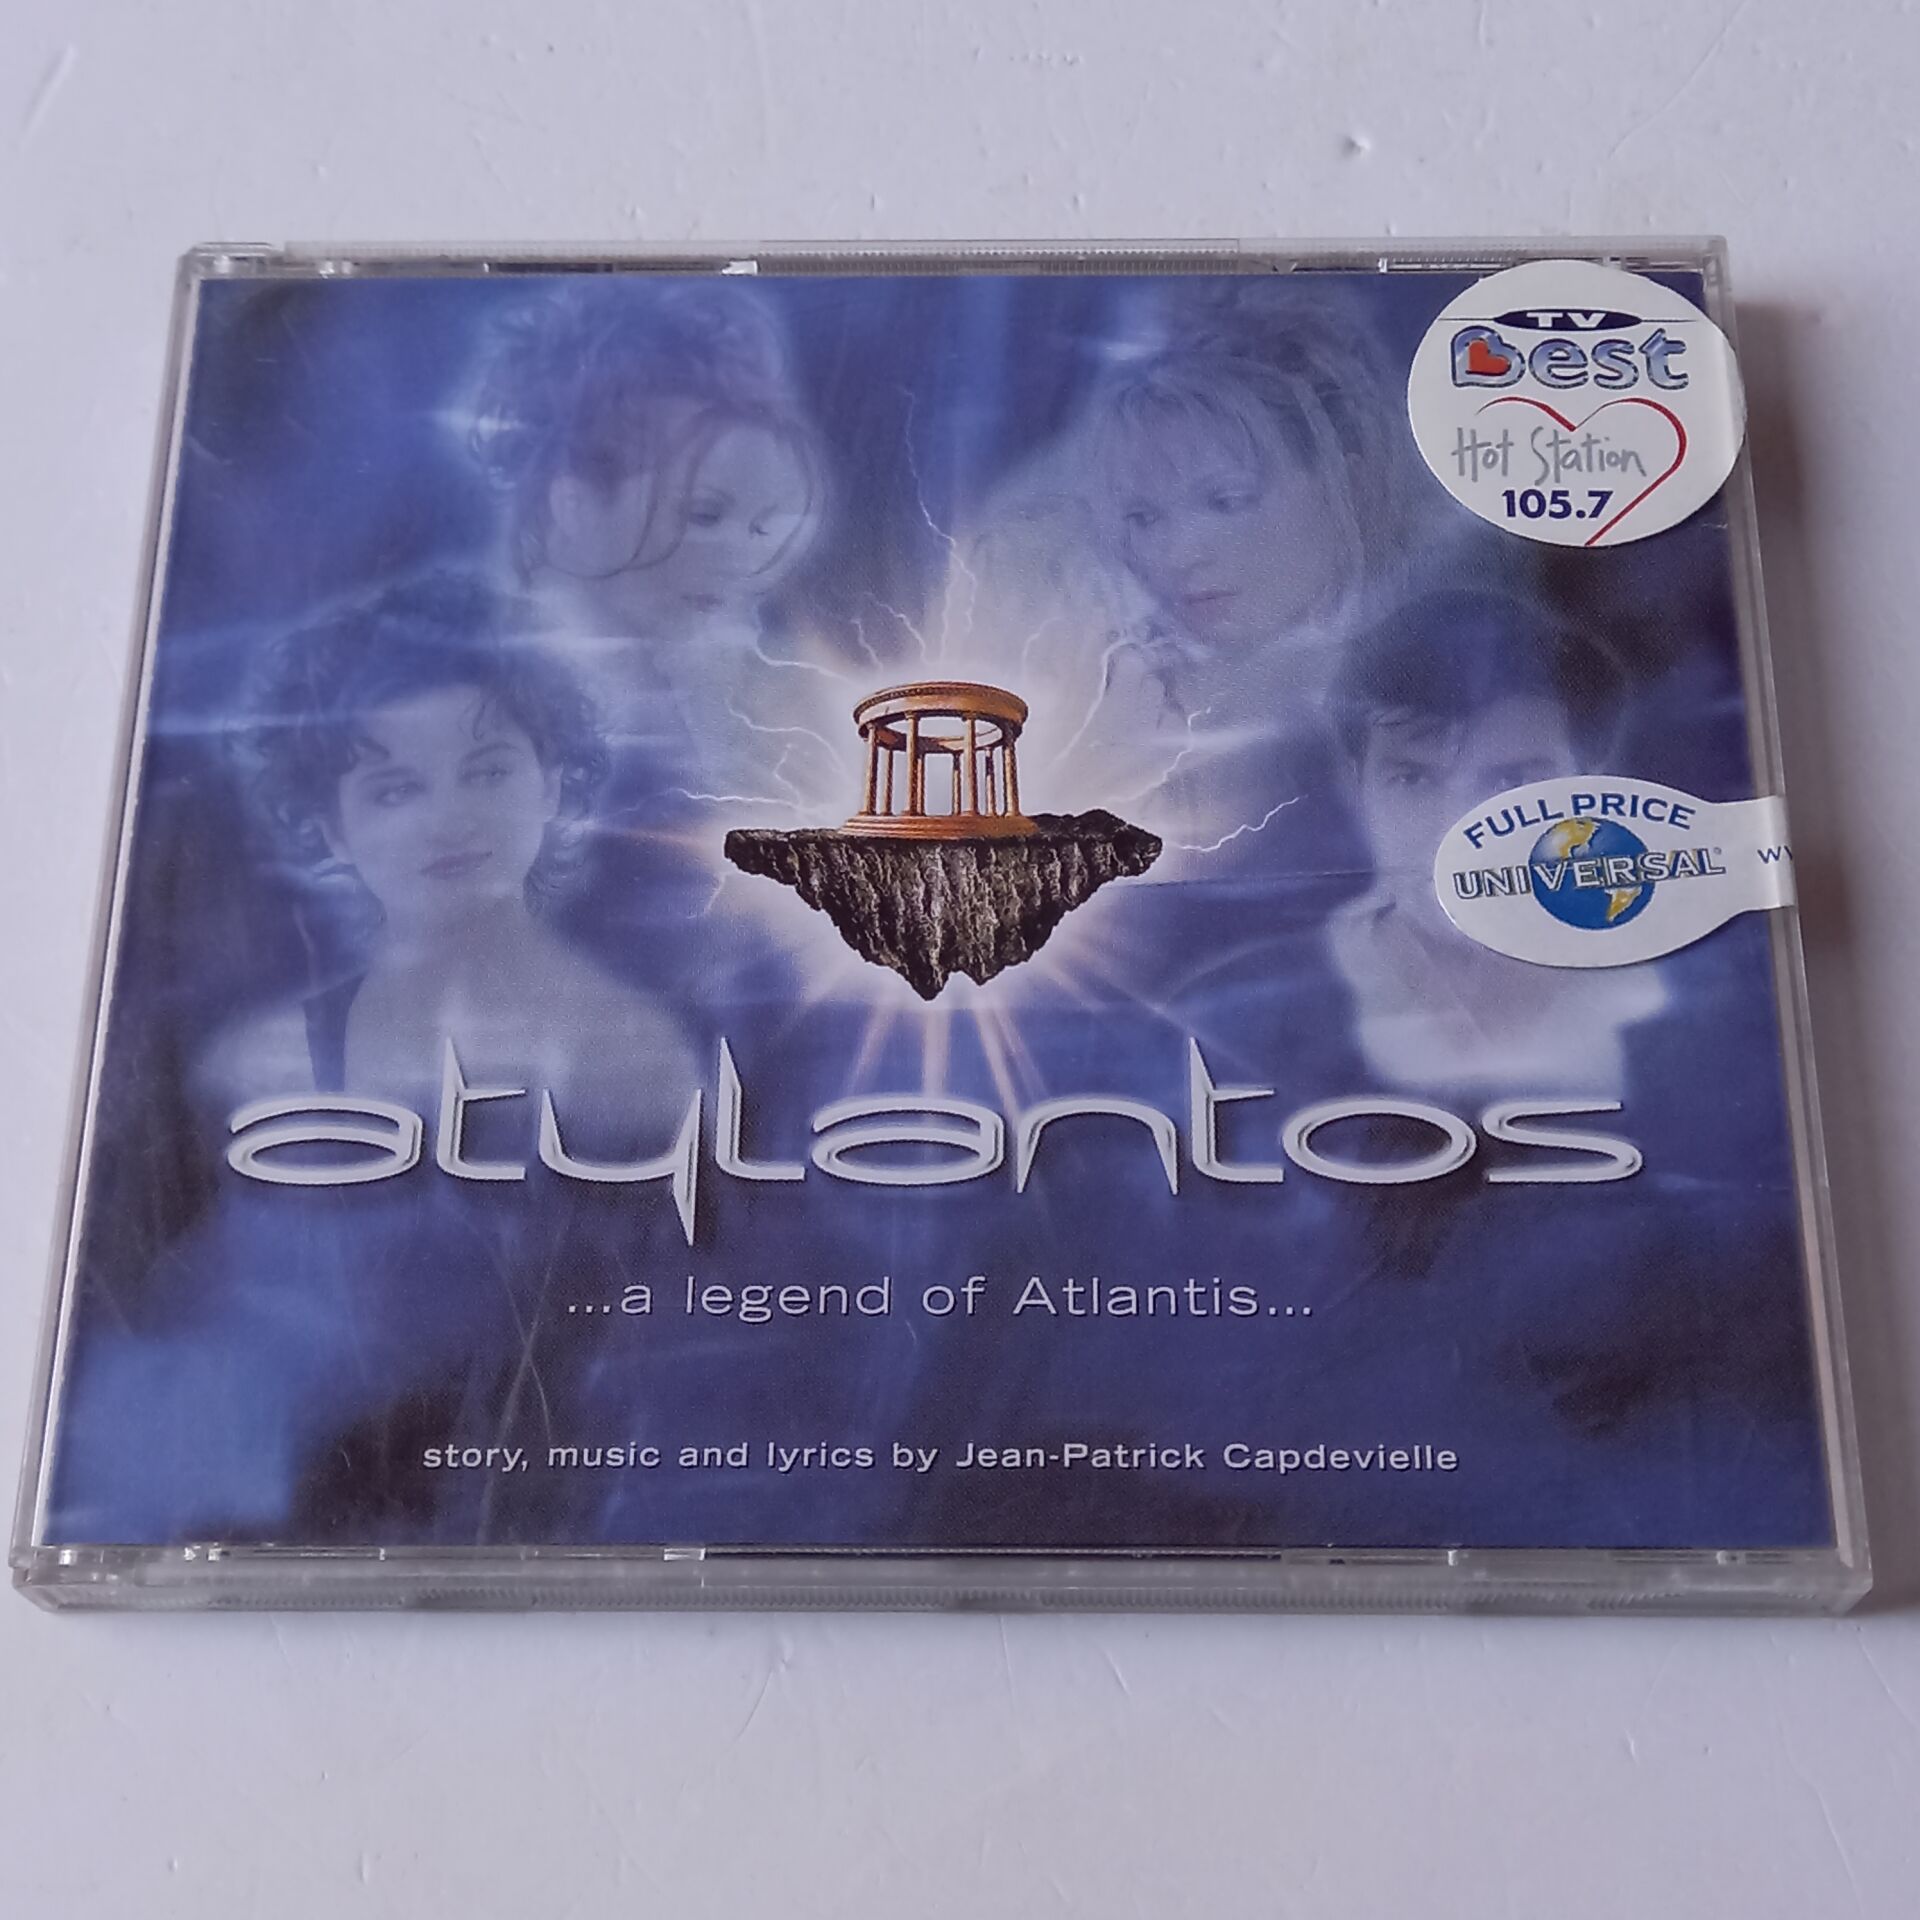 TV
Best
Hot Station
105.7
FULL PRICE
UNIVERSAL
atylantos
...a legend of Atlantis...
story, music and lyrics by Jean-Patrick Capdevielle